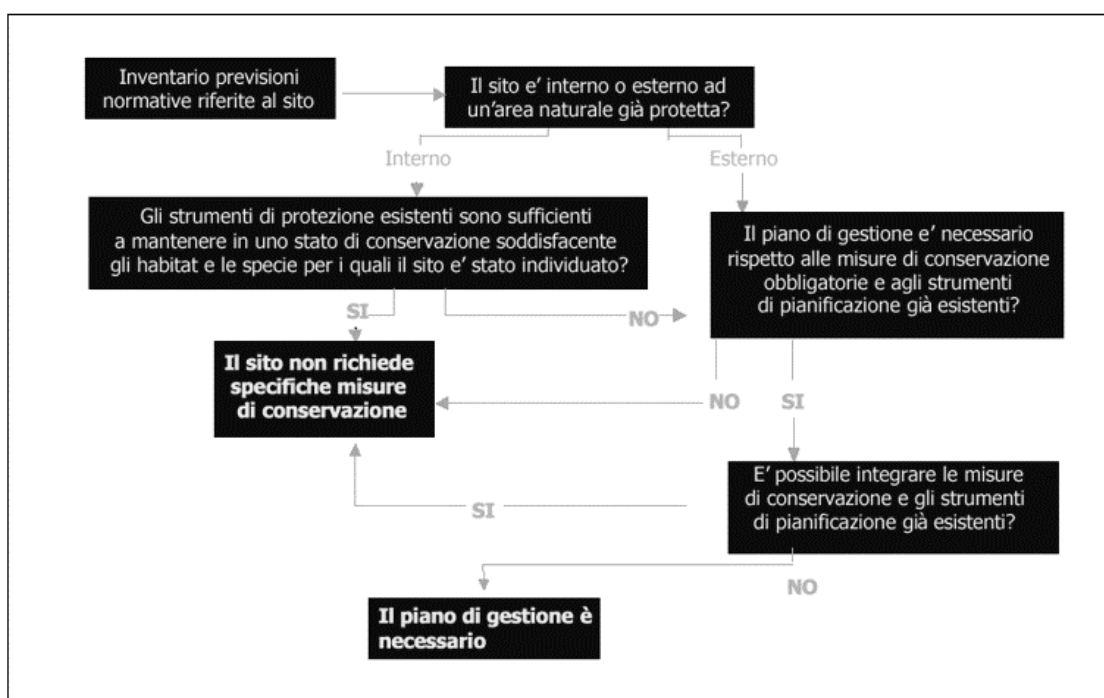 Inventario previsioni
normative riferite al sito
Il sito e' interno o esterno ad
un'area naturale già protetta?
Interno
Esterno
Gli strumenti di protezione esistenti sono sufficienti
a mantenere in uno stato di conservazione soddisfacente
gli habitat e le specie per i quali il sito e' stato individuato?
Il piano di gestione e' necessario
rispetto alle misure di conservazione
obbligatorie e agli strumenti
di pianificazione già esistenti?
SI
NO
Il sito non richiede
specifiche misure
di conservazione
NO
SI
E' possibile integrare le misure
di conservazione e gli strumenti
di pianificazione già esistenti?
SI
NO
Il piano di gestione è
necessario